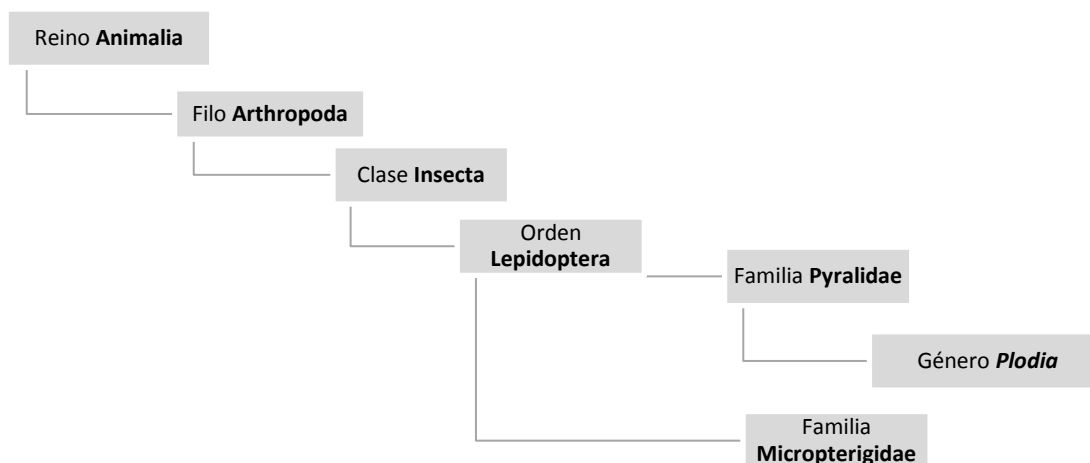 Reino Animalia
Filo Arthropoda
Clase Insecta
Orden
Lepidoptera
Familia Pyralidae
Género Plodia
Familia
Micropterigidae